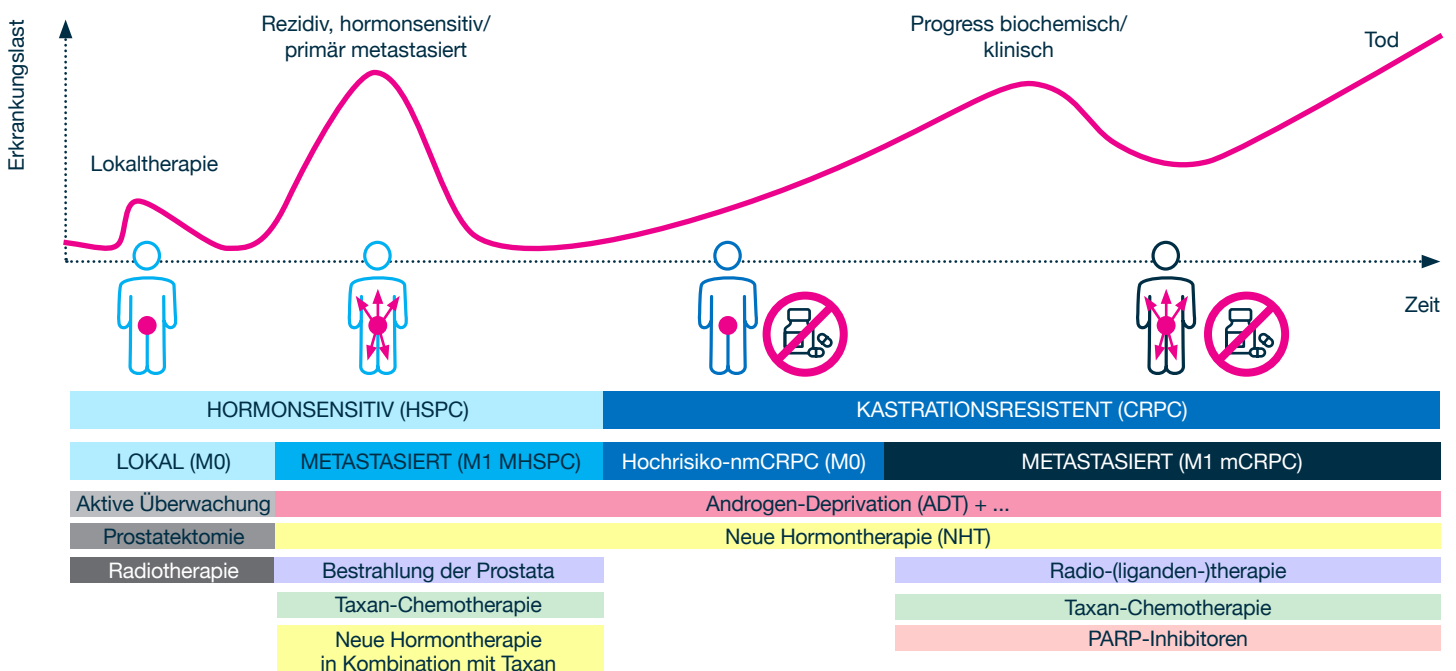 Erkrankungslast
Rezidiv, hormonsensitiv/
primär metastasiert
Progress biochemisch/
klinisch
Tod
Lokaltherapie
Zeit
HORMONSENSITIV (HSPC)
KASTRATIONSRESISTENT (CRPC)
LOKAL (M0)
METASTASIERT (M1 MHSPC)
Hochrisiko-nmCRPC (M0)
METASTASIERT (M1 mCRPC)
Aktive Überwachung
Androgen-Deprivation (ADT) + ...
Prostatektomie
Neue Hormontherapie (NHT)
Radiotherapie
Bestrahlung der Prostata
Radio-(liganden-)therapie
Taxan-Chemotherapie
Taxan-Chemotherapie
Neue Hormontherapie
in Kombination mit Taxan
PARP-Inhibitoren